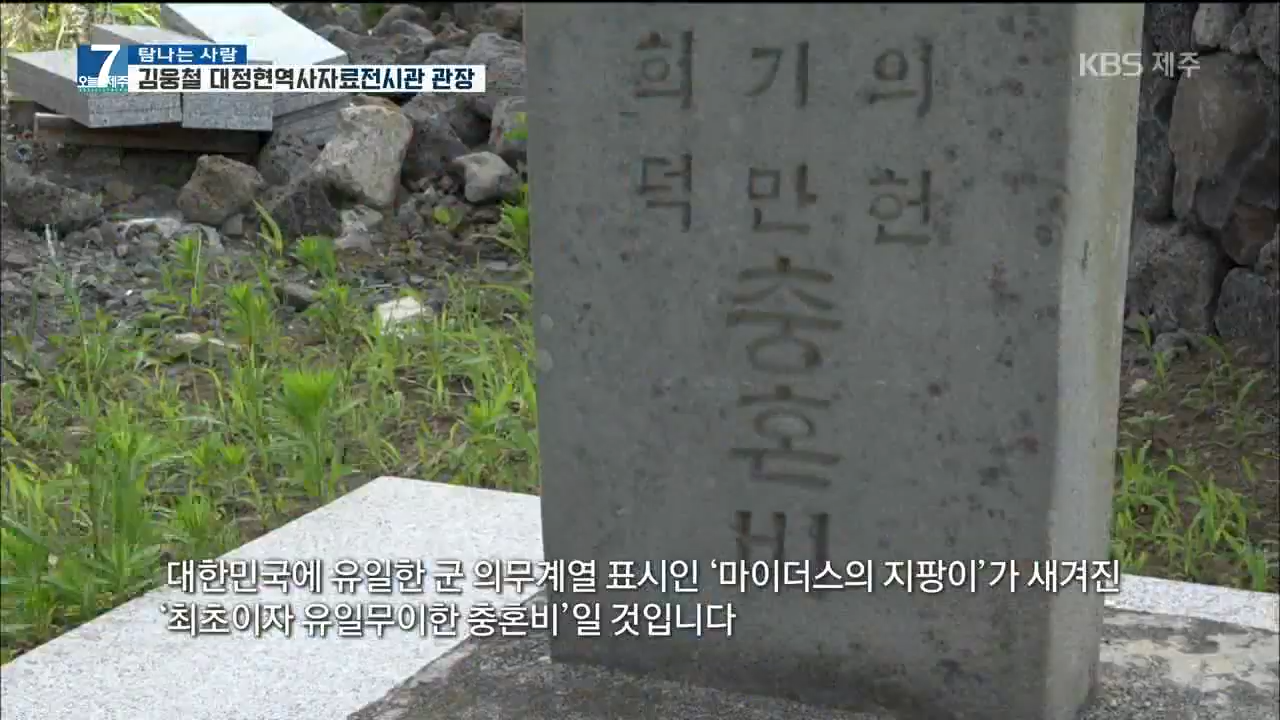 7
오늘 제주
탐나는 사람
김웅철 대정현역사자료전시관 관장
KBS 제주
희 기 의
덕 만 헌
충
혼
비
대한민국에 유일한 군 의무계열 표시인 ‘마이더스의 지팡이’가 새겨진
‘최초이자 유일무이한 충혼비’일 것입니다